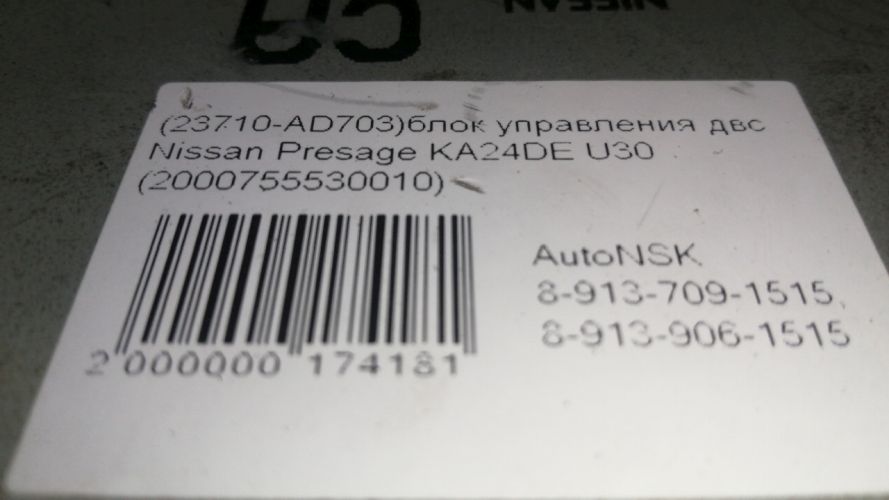 NISSAN
(23710-AD703)блок управления двс
Nissan Presage KA24DE U30
(2000755530010)
AutoNSK
8-913-709-1515,
8-913-906-1515
2 000000 174181